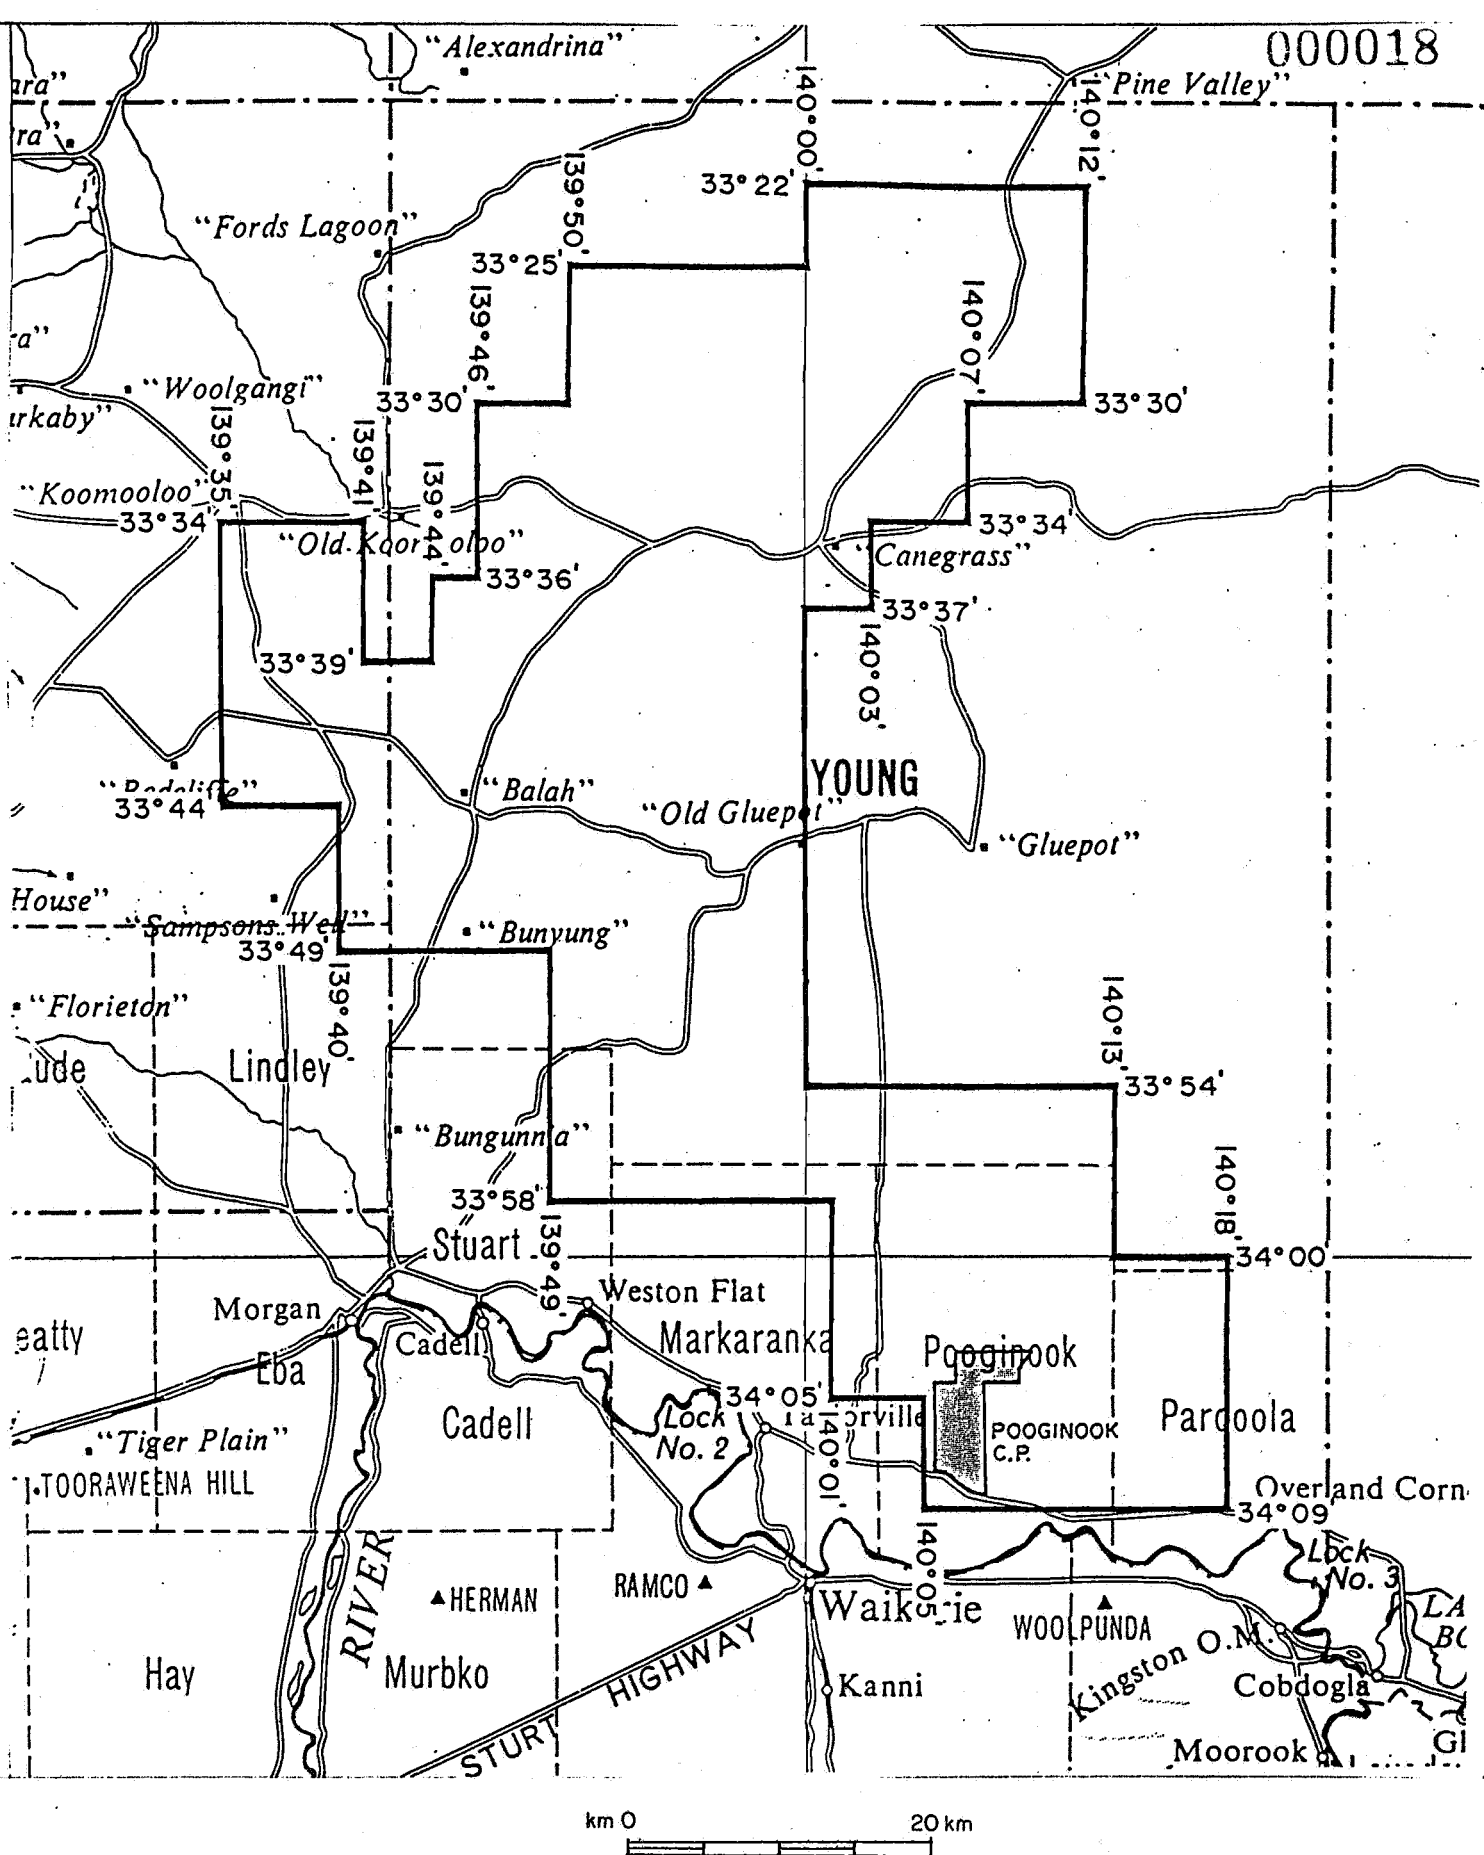 000018
“Alexandrina”
“Pine Valley”
140°00'
140°12'
139°50'
33°22'
“Fords Lagoon”
33°25'
139°46'
140°07'
“Woolgangi”
33°30'
33°30'
139°35'
139°41'
139°44'
“Koomooloo”
33°34'
33°34'
“Canegrass”
33°36'
33°37'
140°03'
33°39'
YOUNG
“Balah”
“Old Gluepot”
33°44'
“Gluepot”
House”
“Sampsons Well”
“Bunyung”
33°49'
139°40'
“Florieton”
140°13'
Lindley
33°54'
“Bungunnia”
33°58'
140°18'
Stuart
139°49'
34°00'
Morgan
Weston Flat
Cadell
Markaranka
Eba
Pooginook
34°05'
Lock
No. 2
Cadell
140°01'
Pardoola
POOGINOOK
C.P.
“Tiger Plain”
TOORAWEENA HILL
Overland Corn
34°09'
140°05'
Lock
No. 3
RIVER
HERMAN
RAMCO
WOOLPUNDA
Hay
Murbko
STURT HIGHWAY
Kanni
Kingston O.M.
Cobdogla
Moorook
km 0
20 km